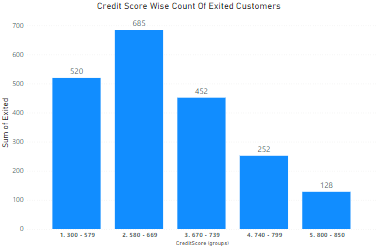 Credit Score Wise Count Of Exited Customers
Sum of Exited
700
600
500
400
300
200
100
0
520
685
452
252
128
1. 300 - 579
2. 580 - 669
3. 670 - 739
4. 740 - 799
5. 800 - 850
CreditScore (groups)